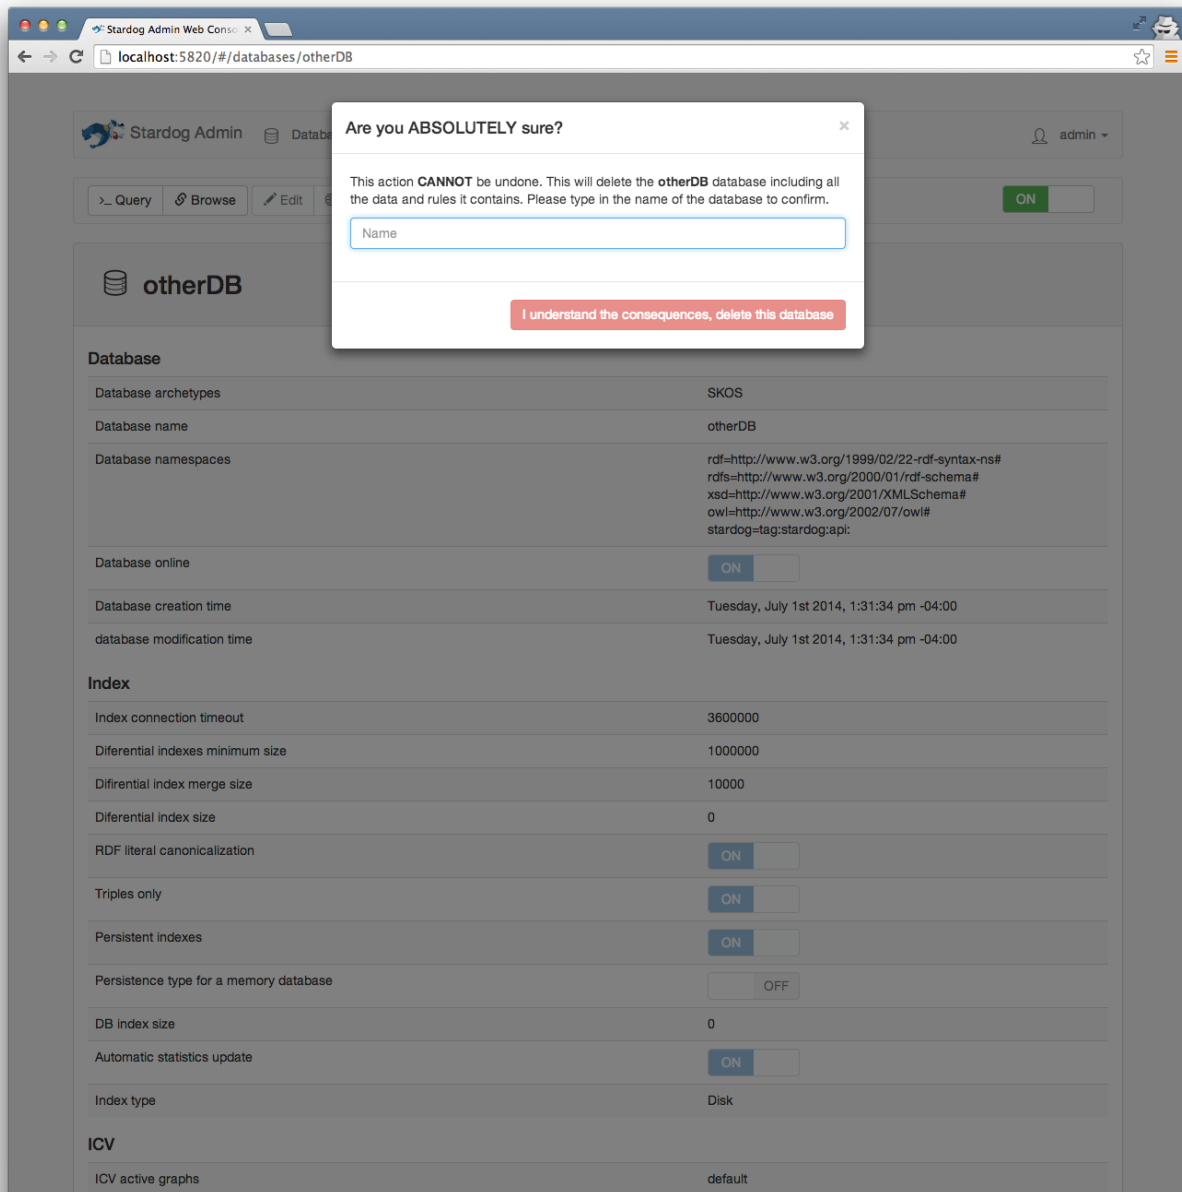 Stardog Admin Web Conso
localhost:5820/#/databases/otherDB
Stardog Admin
Databa
admin
Are you ABSOLUTELY sure?
×
This action CANNOT be undone. This will delete the otherDB database including all
the data and rules it contains. Please type in the name of the database to confirm.
Name
I understand the consequences, delete this database
>_ Query
Browse
Edit
ON
otherDB
Database
Database archetypes SKOS
Database name otherDB
Database namespaces rdf=http://www.w3.org/1999/02/22-rdf-syntax-ns#
rdfs=http://www.w3.org/2000/01/rdf-schema#
xsd=http://www.w3.org/2001/XMLSchema#
owl=http://www.w3.org/2002/07/owl#
stardog=tag:stardog:api:
Database online ON
Database creation time Tuesday, July 1st 2014, 1:31:34 pm -04:00
database modification time Tuesday, July 1st 2014, 1:31:34 pm -04:00
Index
Index connection timeout 3600000
Diferential indexes minimum size 1000000
Difirential index merge size 10000
Diferential index size 0
RDF literal canonicalization ON
Triples only ON
Persistent indexes ON
Persistence type for a memory database OFF
DB index size 0
Automatic statistics update ON
Index type Disk
ICV
ICV active graphs default